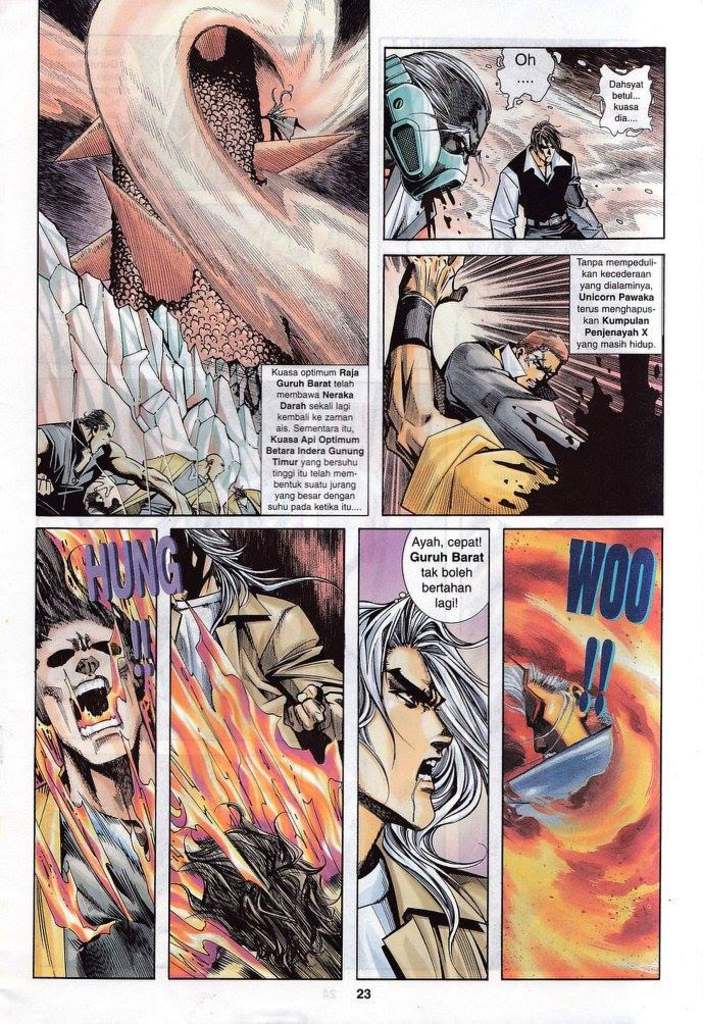 Kuasa optimum Raja
Guruh Barat telah
membawa Neraka
Darah sekali lagi
kembali ke zaman
ais. Sementara itu,
Kuasa Api Optimum
Betara Indera Gunung
Timur yang bersuhu
tinggi itu telah mem-
bentuk satu jurang
yang besar dengan
suhu pada ketika itu....
Oh
....
Dahsyat
betul...
kuasa
dia....
Tanpa mempeduli-
kan kecederaan
yang dialaminya,
Unicorn Pawaka
terus menghapus-
kan Kumpulan
Penjenayah X
yang masih hidup.
HUNG
!!
Ayah, cepat!
Guruh Barat
tak boleh
bertahan
lagi!
WOO
!!
23